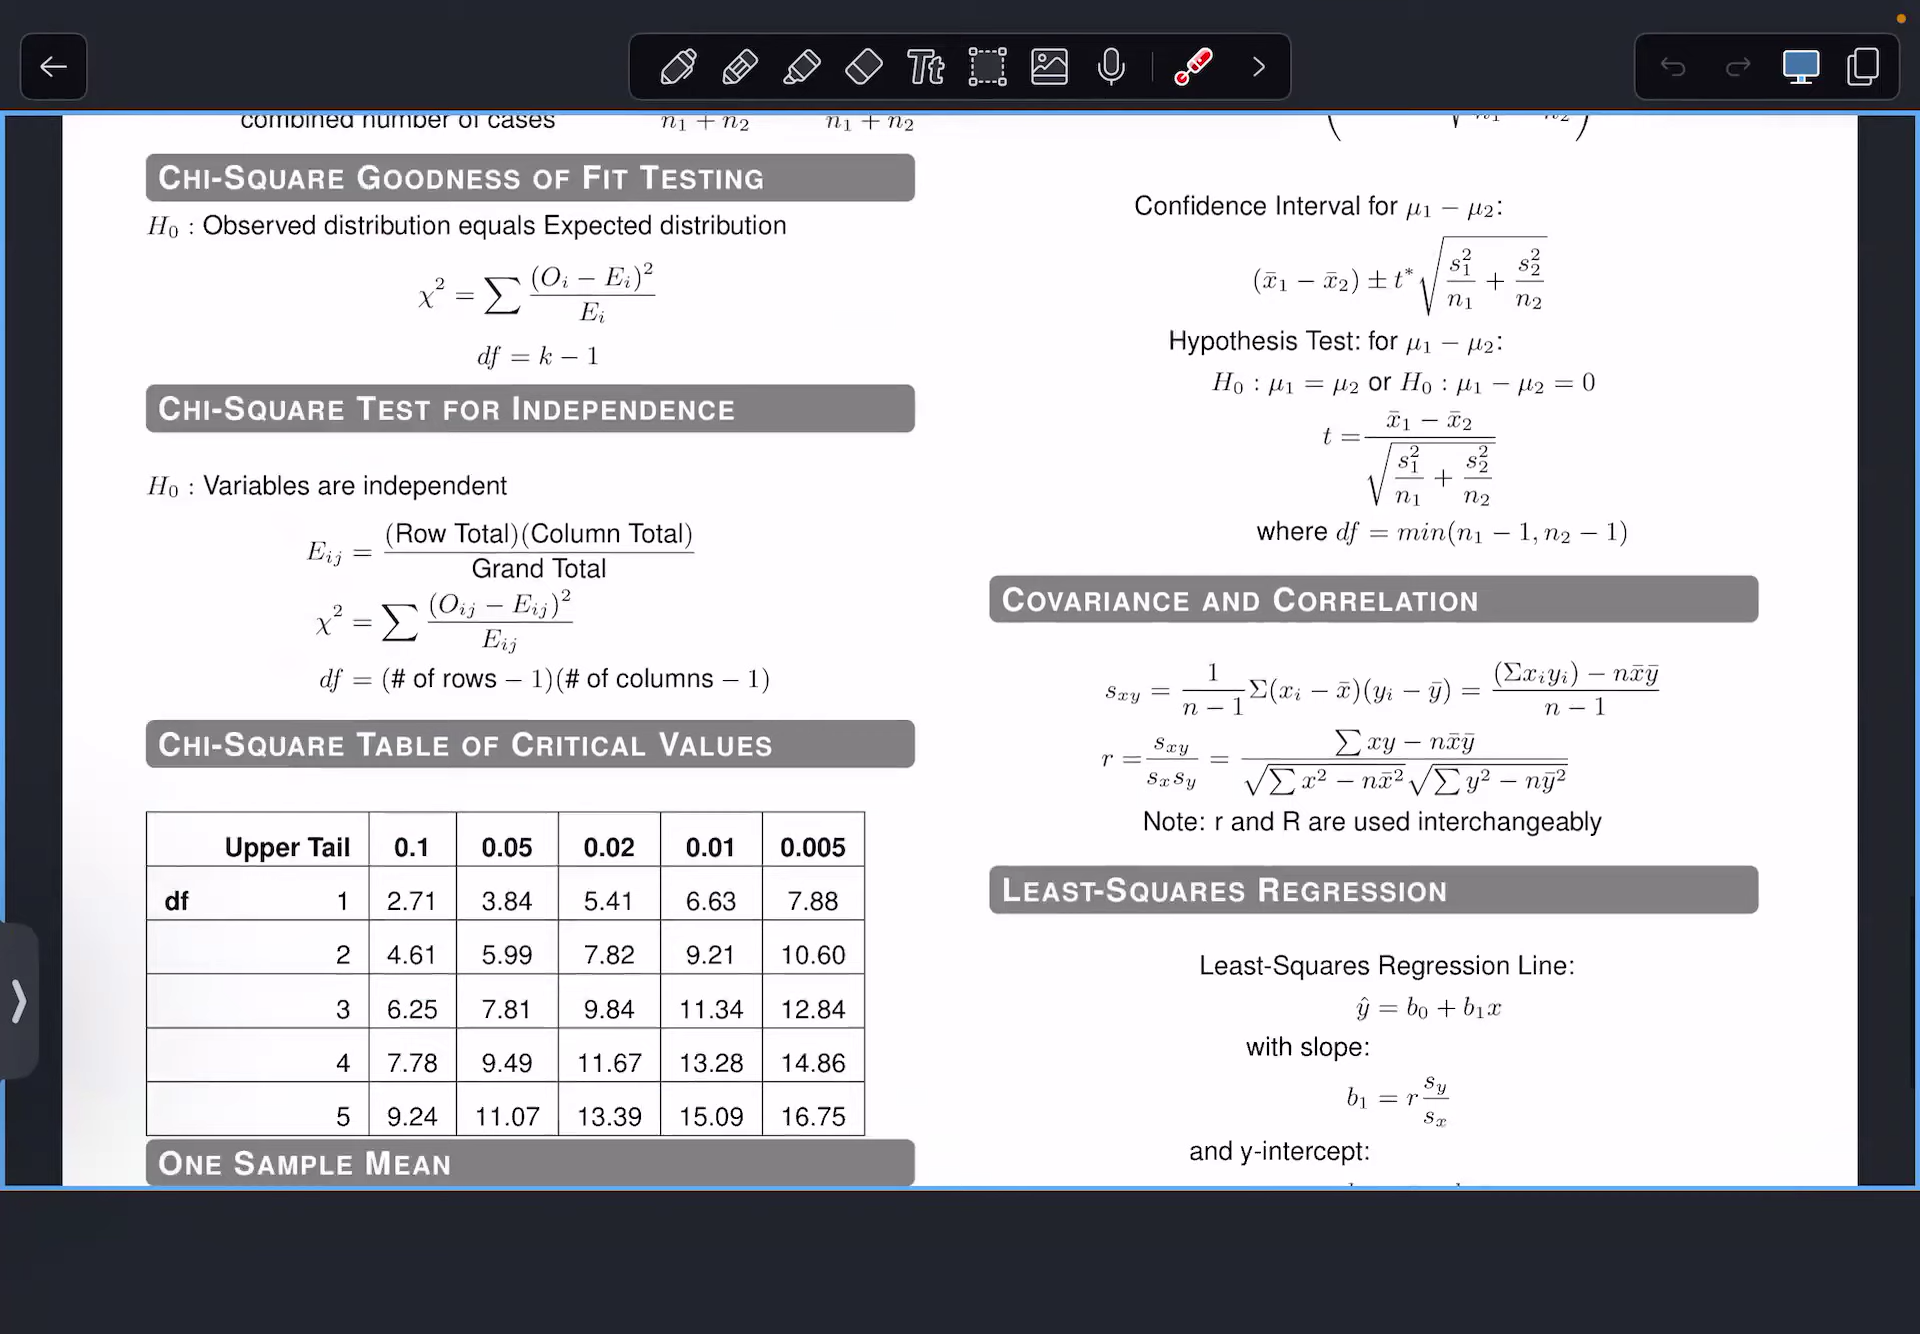 Tt
combined number of cases n₁ + n₂ n₁ + n₂
CHI-SQUARE GOODNESS OF FIT TESTING
H₀ : Observed distribution equals Expected distribution
χ² = ∑ (Oᵢ − Eᵢ)² / Eᵢ
df = k − 1
CHI-SQUARE TEST FOR INDEPENDENCE
H₀ : Variables are independent
Eᵢⱼ = (Row Total)(Column Total) / Grand Total
χ² = ∑ (Oᵢⱼ − Eᵢⱼ)² / Eᵢⱼ
df = (# of rows − 1)(# of columns − 1)
CHI-SQUARE TABLE OF CRITICAL VALUES
Upper Tail 0.1 0.05 0.02 0.01 0.005
df 1 2.71 3.84 5.41 6.63 7.88
2 4.61 5.99 7.82 9.21 10.60
3 6.25 7.81 9.84 11.34 12.84
4 7.78 9.49 11.67 13.28 14.86
5 9.24 11.07 13.39 15.09 16.75
ONE SAMPLE MEAN
Confidence Interval for μ₁ − μ₂:
(x̄₁ − x̄₂) ± t* √(s₁²/n₁ + s₂²/n₂)
Hypothesis Test: for μ₁ − μ₂:
H₀ : μ₁ = μ₂ or H₀ : μ₁ − μ₂ = 0
t = (x̄₁ − x̄₂) / √(s₁²/n₁ + s₂²/n₂)
where df = min(n₁ − 1, n₂ − 1)
COVARIANCE AND CORRELATION
sₓᵧ = 1/(n − 1) Σ(xᵢ − x̄)(yᵢ − ȳ) = ((Σxᵢyᵢ) − nx̄ȳ) / (n − 1)
r = sₓᵧ / sₓsᵧ = (∑ xy − nx̄ȳ) / (√(∑ x² − nx̄²) √(∑ y² − nȳ²))
Note: r and R are used interchangeably
LEAST-SQUARES REGRESSION
Least-Squares Regression Line:
ŷ = b₀ + b₁x
with slope:
b₁ = r sᵧ / sₓ
and y-intercept: